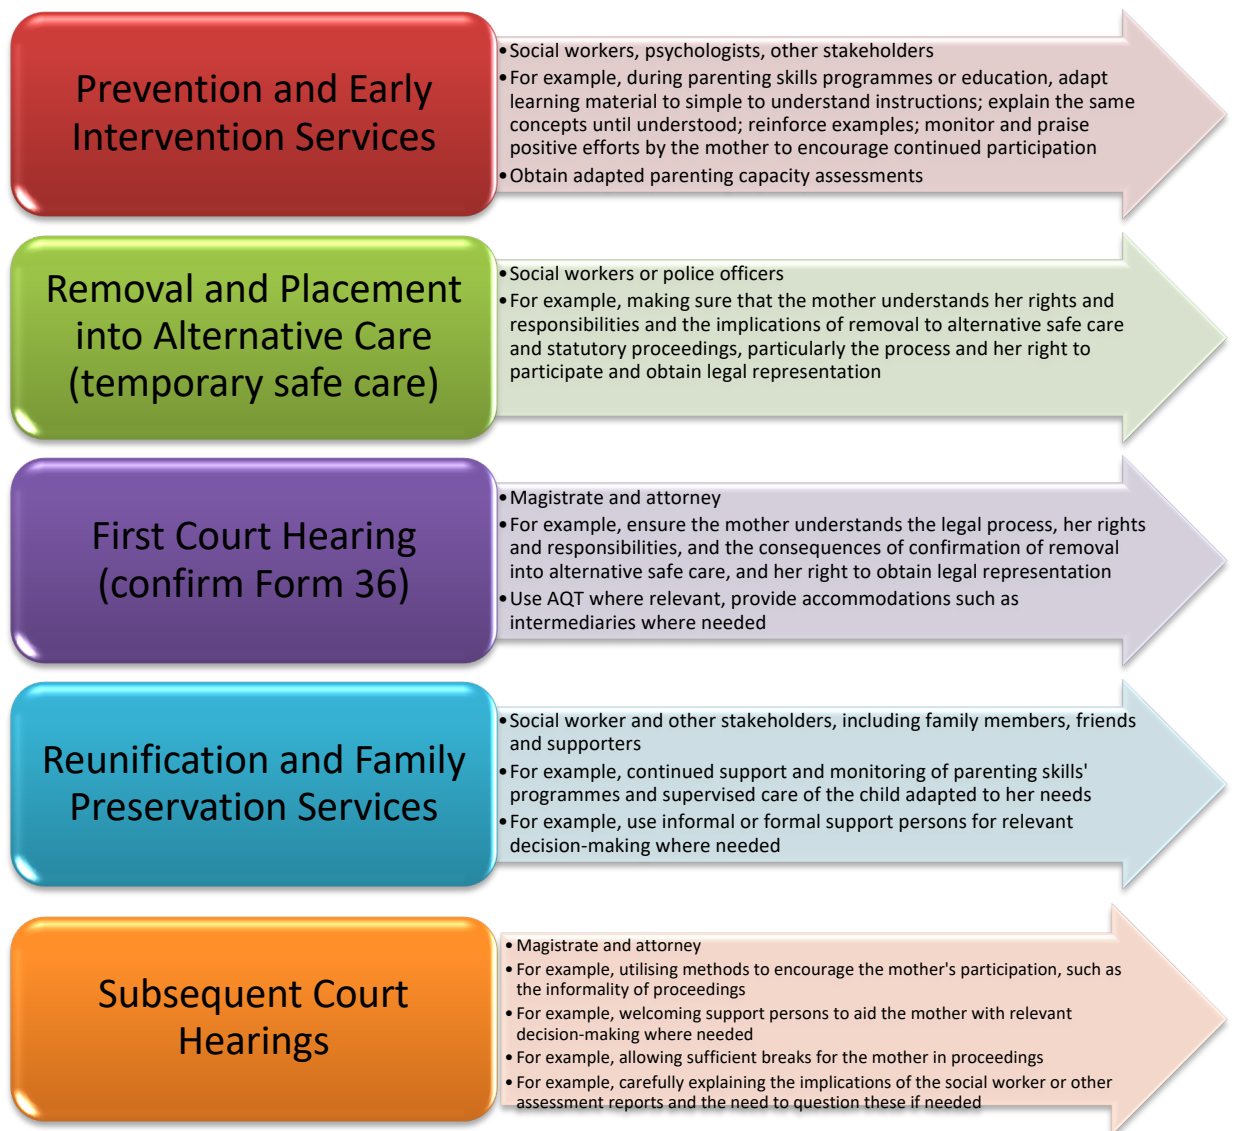 Prevention and Early
Intervention Services
•Social workers, psychologists, other stakeholders
•For example, during parenting skills programmes or education, adapt
learning material to simple to understand instructions; explain the same
concepts until understood; reinforce examples; monitor and praise
positive efforts by the mother to encourage continued participation
•Obtain adapted parenting capacity assessments
Removal and Placement
into Alternative Care
(temporary safe care)
•Social workers or police officers
•For example, making sure that the mother understands her rights and
responsibilities and the implications of removal to alternative safe care
and statutory proceedings, particularly the process and her right to
participate and obtain legal representation
First Court Hearing
(confirm Form 36)
•Magistrate and attorney
•For example, ensure the mother understands the legal process, her rights
and responsibilities, and the consequences of confirmation of removal
into alternative safe care, and her right to obtain legal representation
•Use AQT where relevant, provide accommodations such as
intermediaries where needed
Reunification and Family
Preservation Services
•Social worker and other stakeholders, including family members, friends
and supporters
•For example, continued support and monitoring of parenting skills'
programmes and supervised care of the child adapted to her needs
•For example, use informal or formal support persons for relevant
decision-making where needed
Subsequent Court
Hearings
•Magistrate and attorney
•For example, utilising methods to encourage the mother's participation, such as
the informality of proceedings
•For example, welcoming support persons to aid the mother with relevant
decision-making where needed
•For example, allowing sufficient breaks for the mother in proceedings
•For example, carefully explaining the implications of the social worker or other
assessment reports and the need to question these if needed